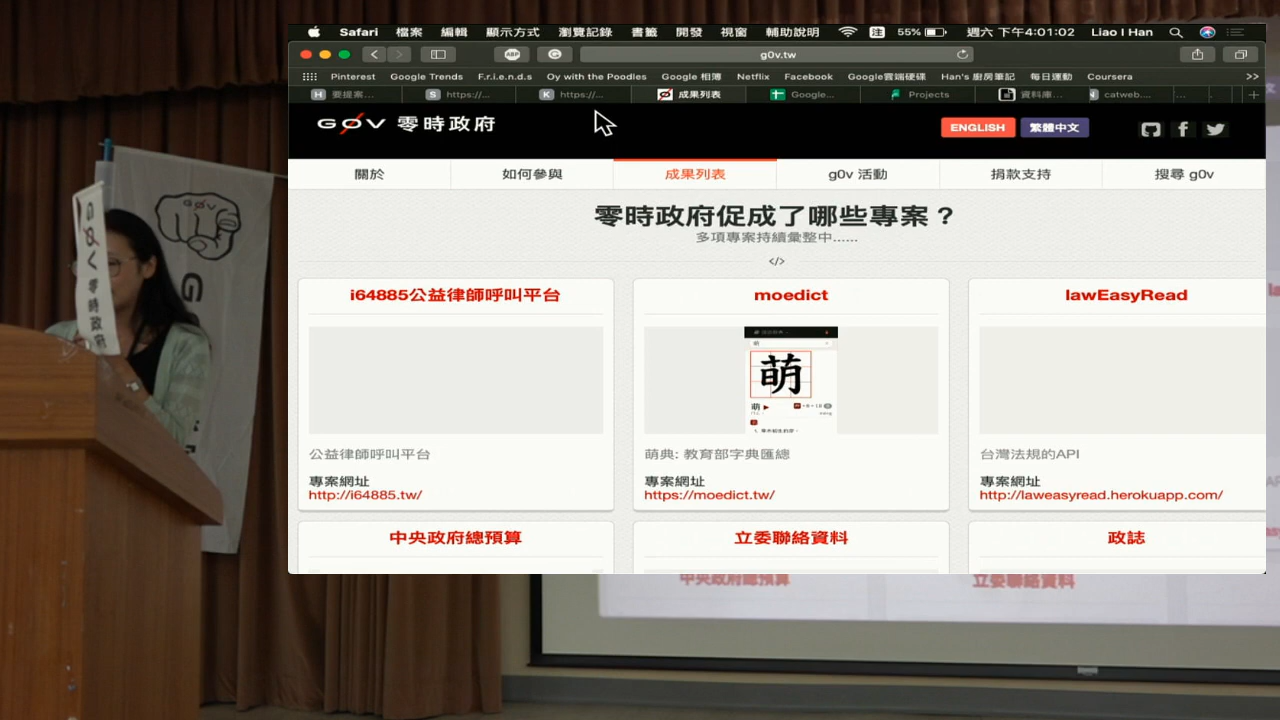 Safari 檔案 編輯 顯示方式 瀏覽記錄 書籤 開發 視窗 輔助說明 注 55% 週六 下午4:01:02 Liao I Han
ABP g0v.tw
Pinterest Google Trends F.r.i.e.n.d.s Oy with the Poodles Google 相簿 Netflix Facebook Google雲端硬碟 Han's 廚房筆記 每日運動 Coursera >>
H 要提案... S https://... K https://... 成果列表 Google... Projects 資料庫... catweb....
G0V 零時政府
ENGLISH 繁體中文
關於 如何參與 成果列表 g0v 活動 捐款支持 搜尋 g0v
零時政府促成了哪些專案？
多項專案持續彙整中......
</>
i64885公益律師呼叫平台
公益律師呼叫平台
專案網址
http://i64885.tw/
moedict
萌
萌
萌典: 教育部字典匯總
專案網址
https://moedict.tw/
lawEasyRead
台灣法規的API
專案網址
http://laweasyread.herokuapp.com/
中央政府總預算 立委聯絡資料 政誌
中央政府總預算 立委聯絡資料
零時政府
G0V
G